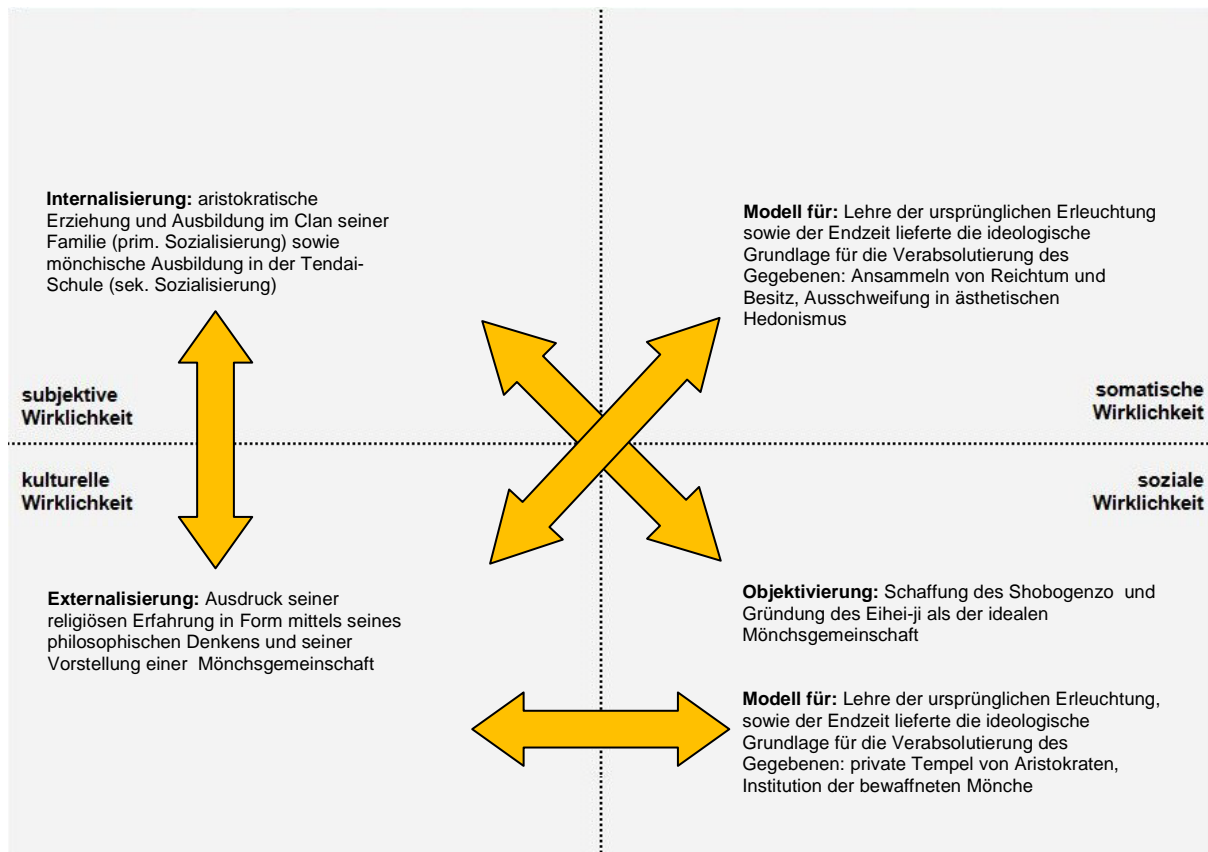 Internalisierung: aristokratische
Erziehung und Ausbildung im Clan seiner
Familie (prim. Sozialisierung) sowie
mönchische Ausbildung in der Tendai-
Schule (sek. Sozialisierung)
Modell für: Lehre der ursprünglichen Erleuchtung
sowie der Endzeit lieferte die ideologische
Grundlage für die Verabsolutierung des
Gegebenen: Ansammeln von Reichtum und
Besitz, Ausschweifung in ästhetischen
Hedonismus
subjektive
Wirklichkeit
somatische
Wirklichkeit
kulturelle
Wirklichkeit
soziale
Wirklichkeit
Externalisierung: Ausdruck seiner
religiösen Erfahrung in Form mittels seines
philosophischen Denkens und seiner
Vorstellung einer Mönchsgemeinschaft
Objektivierung: Schaffung des Shobogenzo und
Gründung des Eihei-ji als der idealen
Mönchsgemeinschaft
Modell für: Lehre der ursprünglichen Erleuchtung,
sowie der Endzeit lieferte die ideologische
Grundlage für die Verabsolutierung des
Gegebenen: private Tempel von Aristokraten,
Institution der bewaffneten Mönche